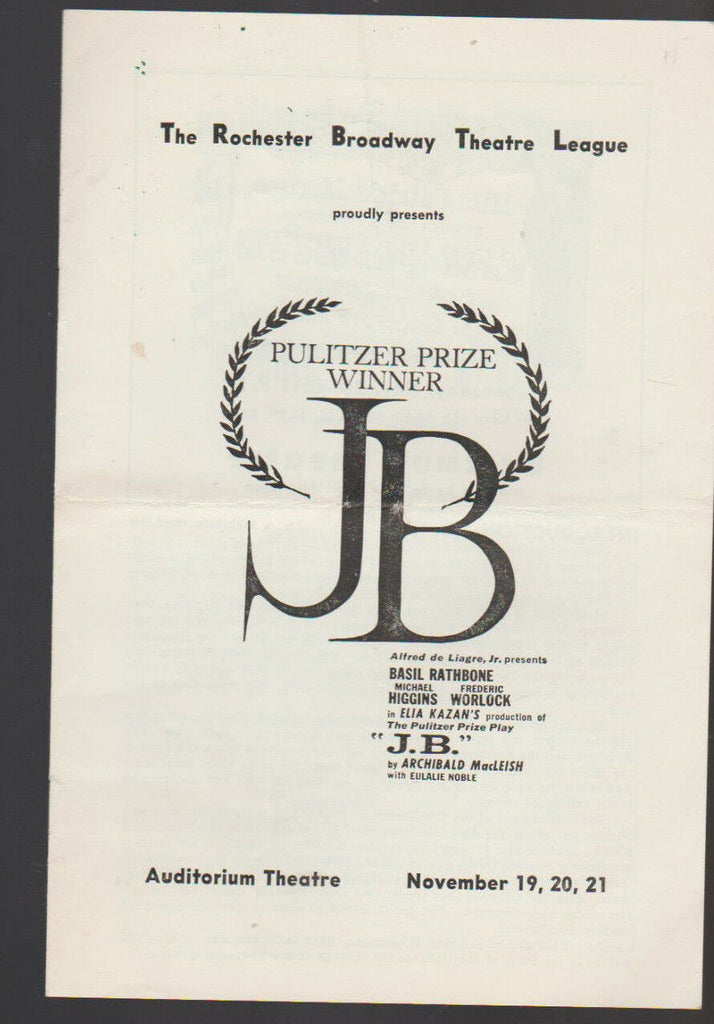 The Rochester Broadway Theatre League
proudly presents
PULITZER PRIZE
WINNER
JB
Alfred de Liagre, Jr. presents
BASIL RATHBONE
MICHAEL FREDERIC
HIGGINS WORLOCK
in ELIA KAZAN'S production of
The Pulitzer Prize Play
"J.B."
by ARCHIBALD MacLEISH
with EULALIE NOBLE
Auditorium Theatre November 19, 20, 21